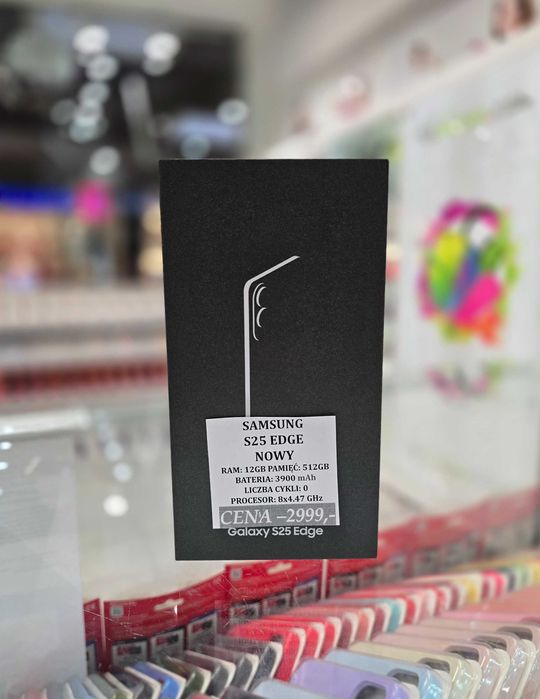 SAMSUNG
S25 EDGE
NOWY
RAM: 12GB PAMIĘĆ: 512GB
BATERIA: 3900 mAh
LICZBA CYKLI: 0
PROCESOR: 8x4.47 GHz
CENA –2999,-
Galaxy S25 Edge